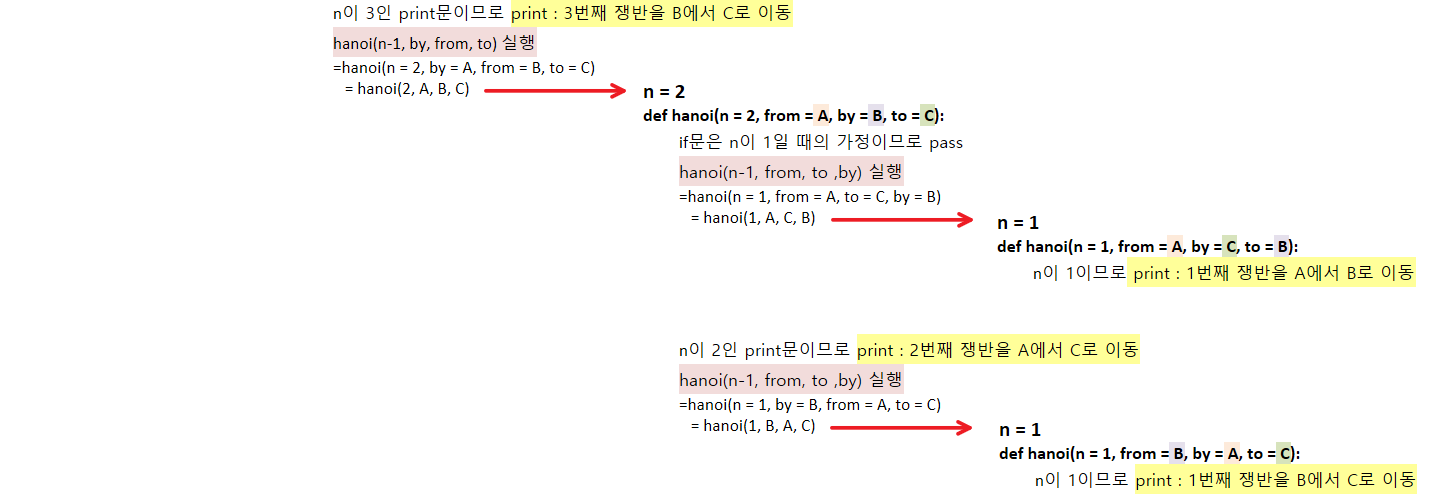 n이 3인 print문이므로 print : 3번째 쟁반을 B에서 C로 이동
hanoi(n-1, by, from, to) 실행
=hanoi(n = 2, by = A, from = B, to = C)
= hanoi(2, A, B, C)
n = 2
def hanoi(n = 2, from = A, by = B, to = C):
if문은 n이 1일 때의 가정이므로 pass
hanoi(n-1, from, to ,by) 실행
=hanoi(n = 1, from = A, to = C, by = B)
= hanoi(1, A, C, B)
n = 1
def hanoi(n = 1, from = A, by = C, to = B):
n이 1이므로 print : 1번째 쟁반을 A에서 B로 이동
n이 2인 print문이므로 print : 2번째 쟁반을 A에서 C로 이동
hanoi(n-1, from, to ,by) 실행
=hanoi(n = 1, by = B, from = A, to = C)
= hanoi(1, B, A, C)
n = 1
def hanoi(n = 1, from = B, by = A, to = C):
n이 1이므로 print : 1번째 쟁반을 B에서 C로 이동